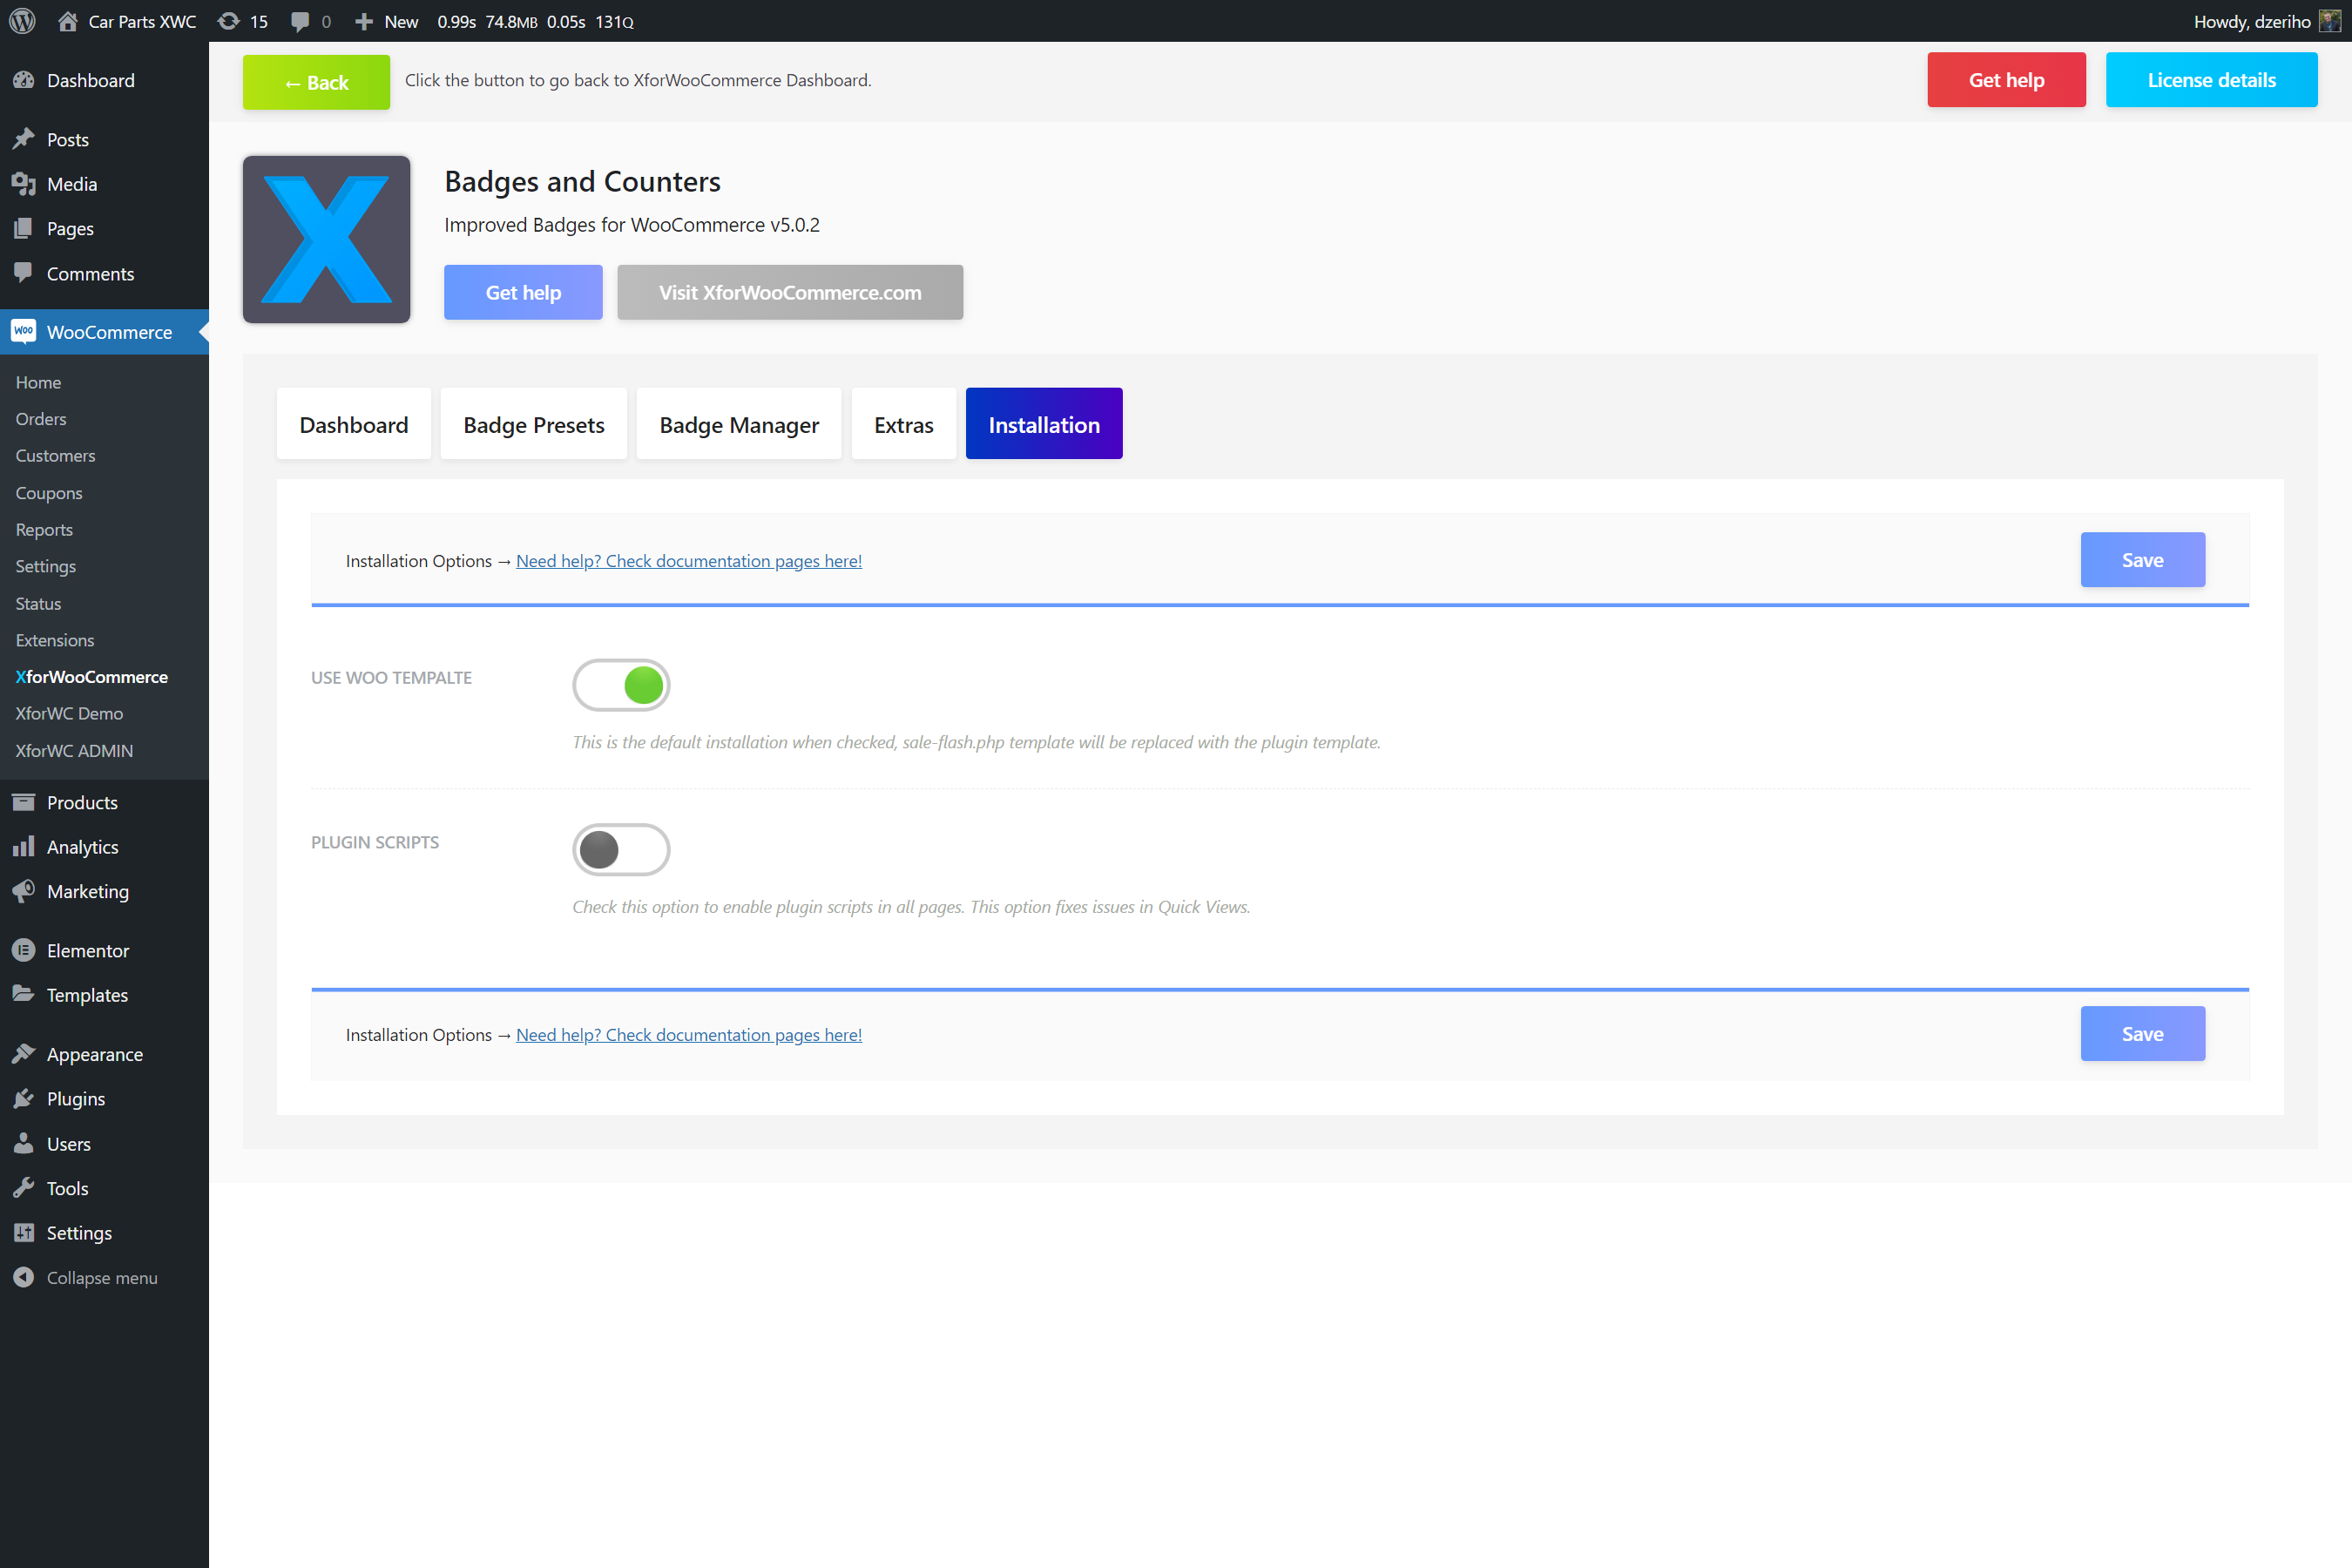 Car Parts XWC 15 0 New 0.99s 74.8MB 0.05s 131Q Howdy, dzeriho
Dashboard
Posts
Media
Pages
Comments
WOO WooCommerce
Home
Orders
Customers
Coupons
Reports
Settings
Status
Extensions
XforWooCommerce
XforWC Demo
XforWC ADMIN
Products
Analytics
Marketing
Elementor
Templates
Appearance
Plugins
Users
Tools
Settings
Collapse menu
← Back Click the button to go back to XforWooCommerce Dashboard. Get help License details
Badges and Counters
Improved Badges for WooCommerce v5.0.2
Get help Visit XforWooCommerce.com
Dashboard Badge Presets Badge Manager Extras Installation
Installation Options → Need help? Check documentation pages here! Save
USE WOO TEMPALTE
This is the default installation when checked, sale-flash.php template will be replaced with the plugin template.
PLUGIN SCRIPTS
Check this option to enable plugin scripts in all pages. This option fixes issues in Quick Views.
Installation Options → Need help? Check documentation pages here! Save